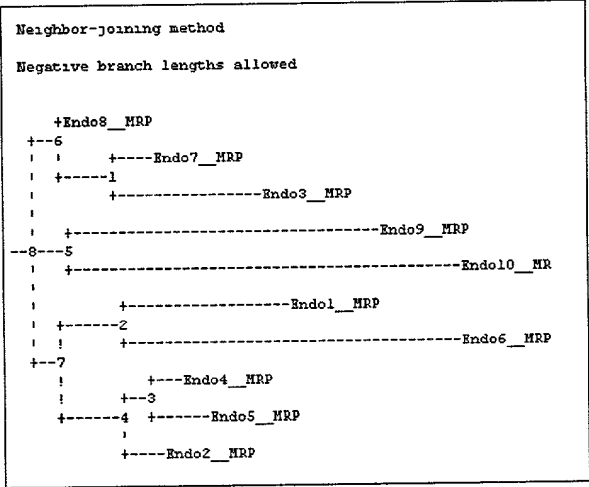 Neighbor-joining method
Negative branch lengths allowed
+Endo8__MRP
+--6
! ! +-----Endo7__MRP
! +-----1
! +----------------Endo3__MRP
!
! +----------------------------------Endo9__MRP
--8---5
! +-------------------------------------------Endo10__MR
!
! +-----------------Endo1__MRP
! +------2
! ! +-----------------------------------Endo6__MRP
+--7
! +---Endo4__MRP
! +--3
+------4 +------Endo5__MRP
!
+----Endo2__MRP